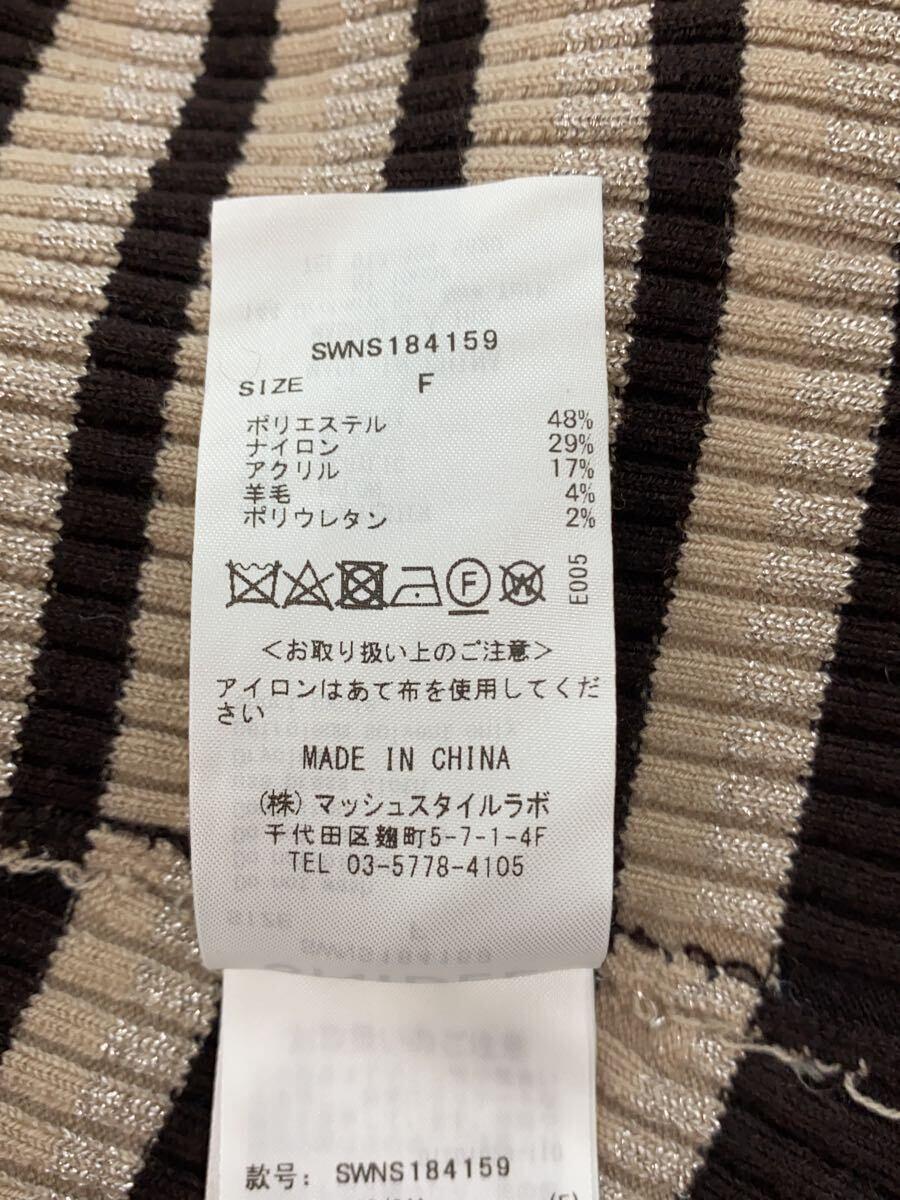 SWNS184159
SIZE F
ポリエステル 48%
ナイロン 29%
アクリル 17%
羊毛 4%
ポリウレタン 2%
F W E005
＜お取り扱い上のご注意＞
アイロンはあて布を使用してくだ
さい
MADE IN CHINA
(株)マッシュスタイルラボ
千代田区麹町5-7-1-4F
TEL 03-5778-4105
款号: SWNS184159